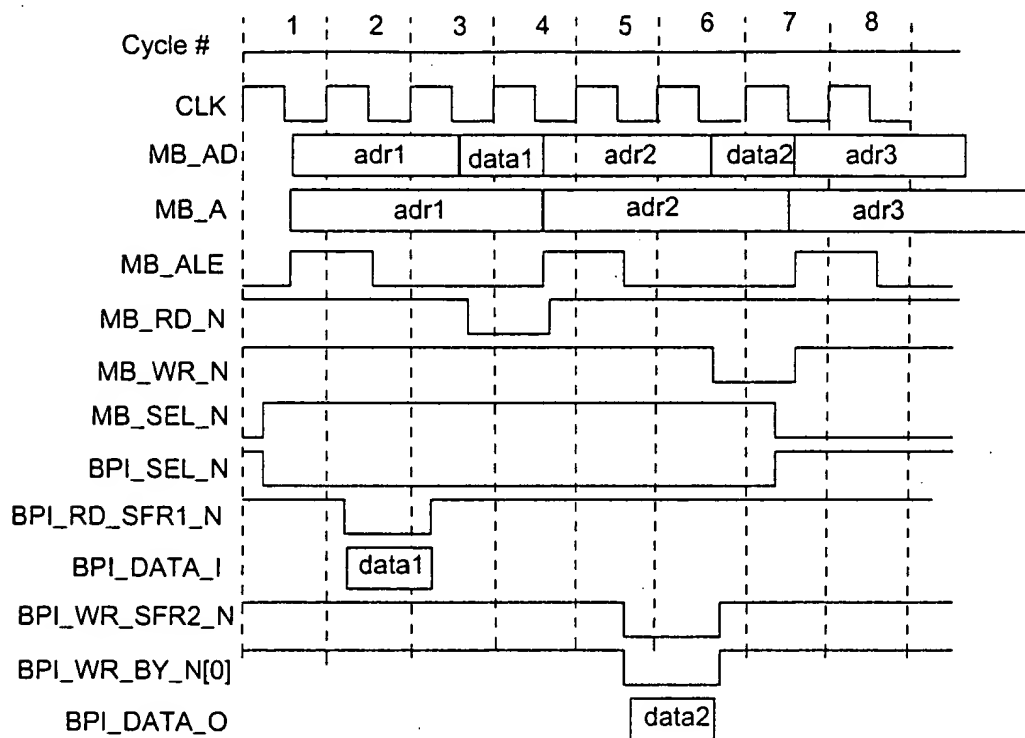 Cycle # 1 2 3 4 5 6 7 8
CLK
MB_AD adr1 data1 adr2 data2 adr3
MB_A adr1 adr2 adr3
MB_ALE
MB_RD_N
MB_WR_N
MB_SEL_N
BPI_SEL_N
BPI_RD_SFR1_N
BPI_DATA_I data1
BPI_WR_SFR2_N
BPI_WR_BY_N[0]
BPI_DATA_O data2